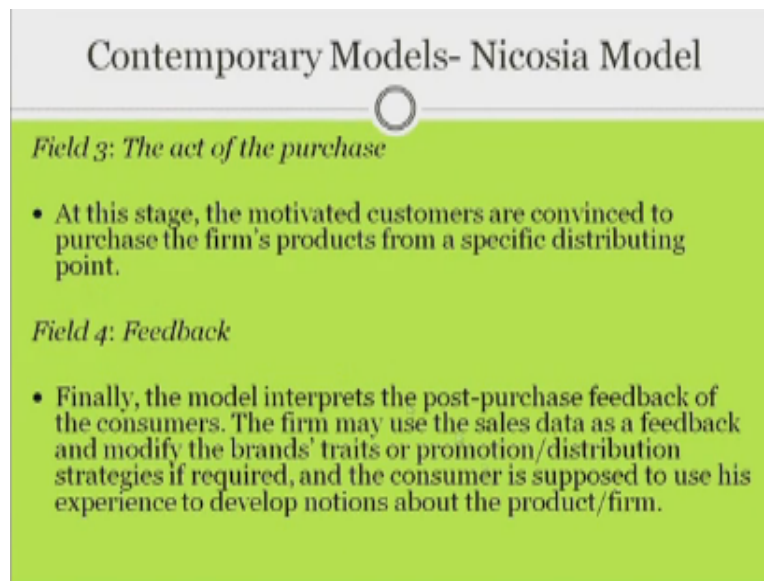 Contemporary Models- Nicosia Model
Field 3: The act of the purchase
• At this stage, the motivated customers are convinced to
purchase the firm's products from a specific distributing
point.
Field 4: Feedback
• Finally, the model interprets the post-purchase feedback of
the consumers. The firm may use the sales data as a feedback
and modify the brands' traits or promotion/distribution
strategies if required, and the consumer is supposed to use his
experience to develop notions about the product/firm.